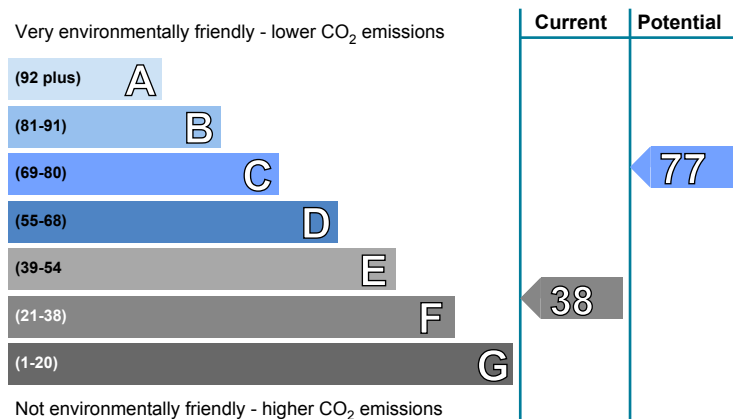 Current Potential
Very environmentally friendly - lower CO₂ emissions
(92 plus) A
(81-91) B
(69-80) C
77
(55-68) D
(39-54 E
38
(21-38) F
(1-20) G
Not environmentally friendly - higher CO₂ emissions